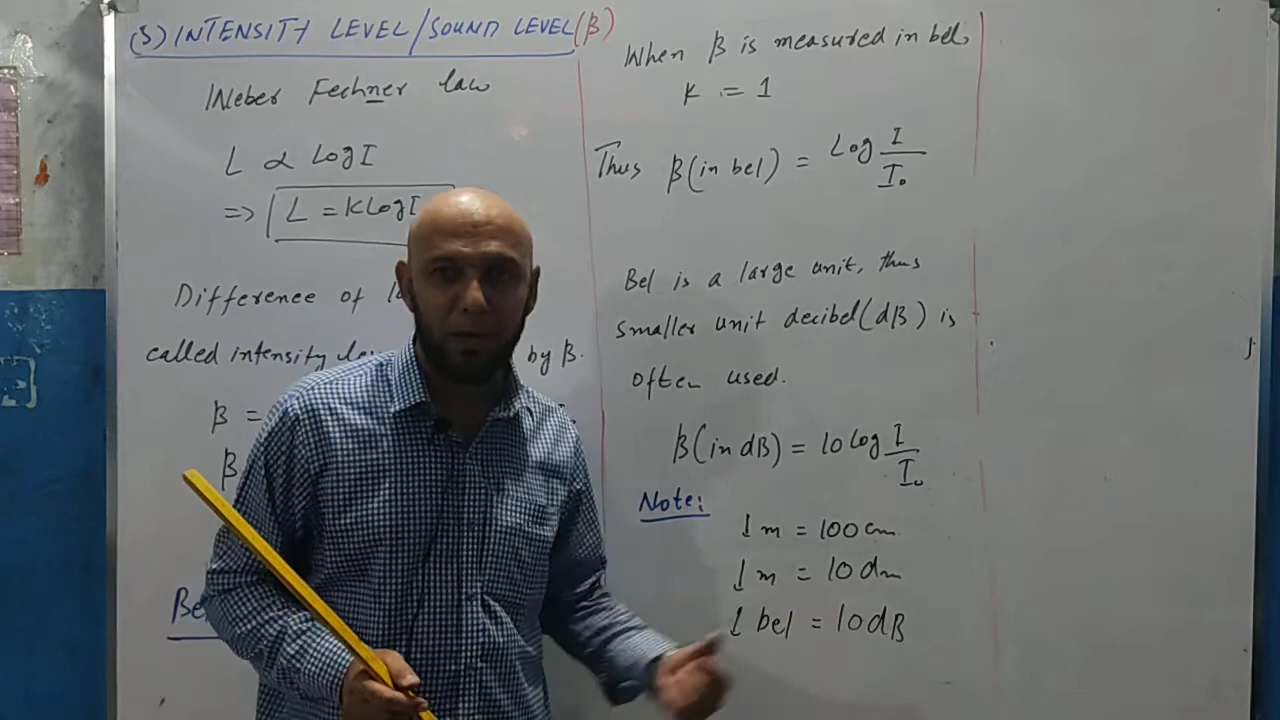 (3) INTENSITY LEVEL/SOUND LEVEL(β)
Weber Fechner law
L ∝ Log I
=> L = K Log I
Difference of
called intensity by β.
β =
β
When β is measured in bel,
K = 1
Thus β(in bel) = Log I/I₀
Bel is a large unit, thus
smaller unit decibel(dB) is
often used.
β(in dB) = 10 log I/I₀
Note:
1 m = 100 cm
1 m = 10 dm
1 bel = 10 dB